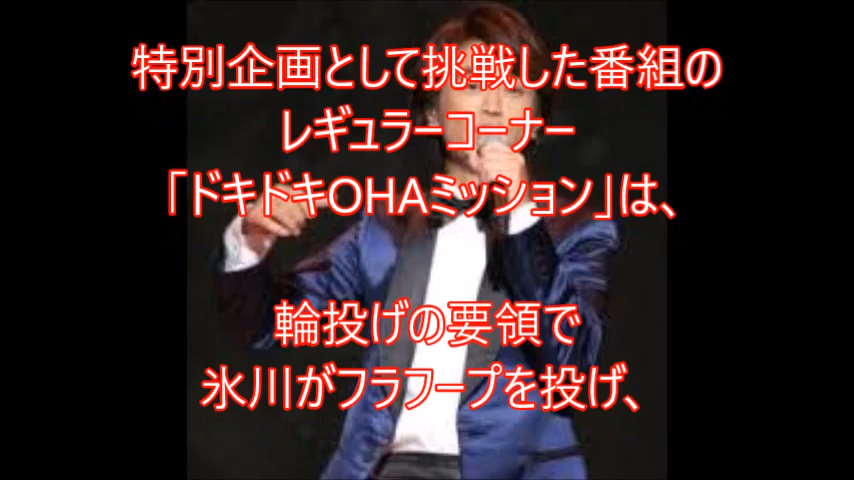 特別企画として挑戦した番組の
レギュラーコーナー
「ドキドキOHAミッション」は、
輪投げの要領で
氷川がフラフープを投げ、